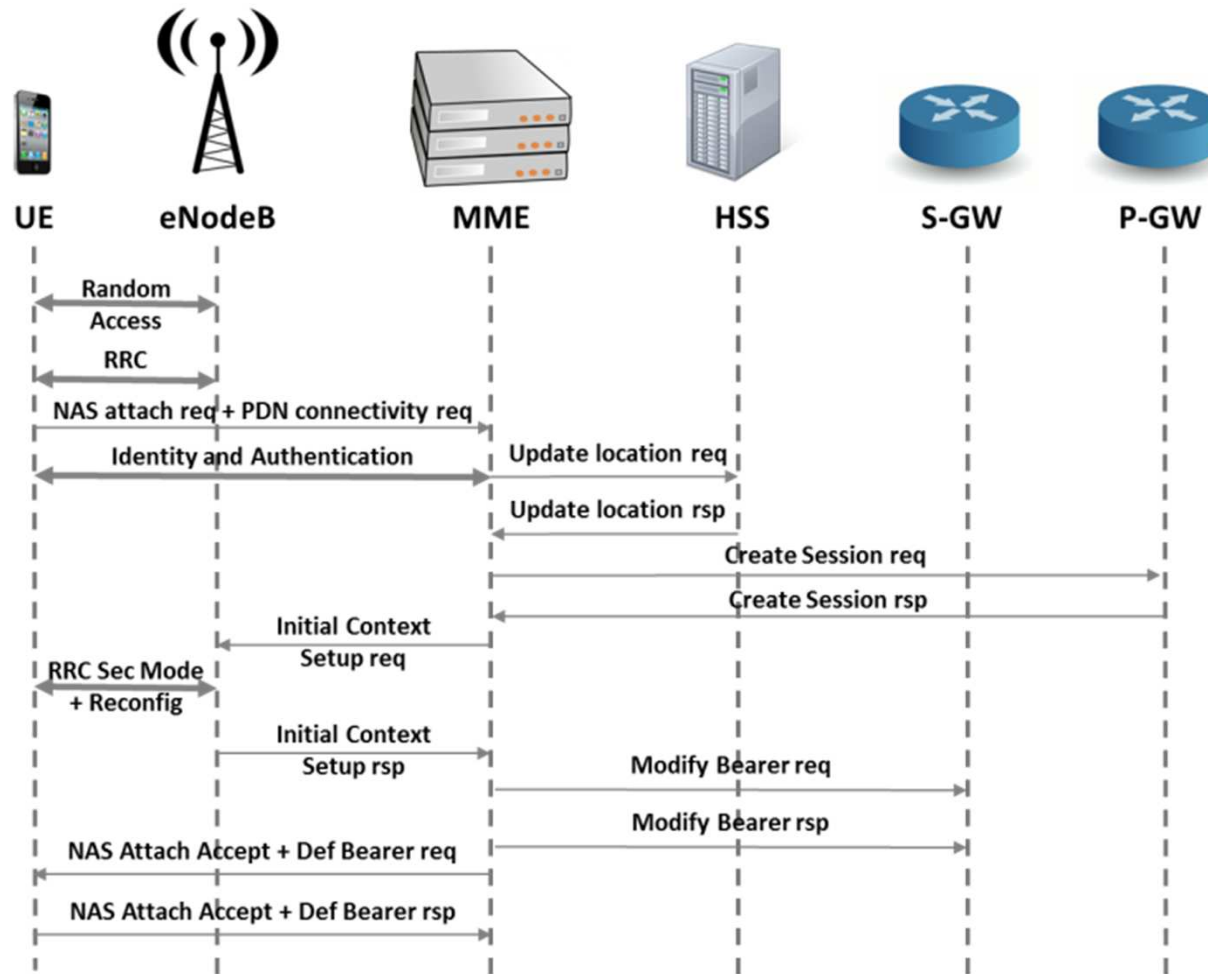 UE
eNodeB
MME
HSS
S-GW
P-GW
Random
Access
RRC
NAS attach req + PDN connectivity req
Identity and Authentication
Update location req
Update location rsp
Create Session req
Create Session rsp
Initial Context
Setup req
RRC Sec Mode
+ Reconfig
Initial Context
Setup rsp
Modify Bearer req
Modify Bearer rsp
NAS Attach Accept + Def Bearer req
NAS Attach Accept + Def Bearer rsp